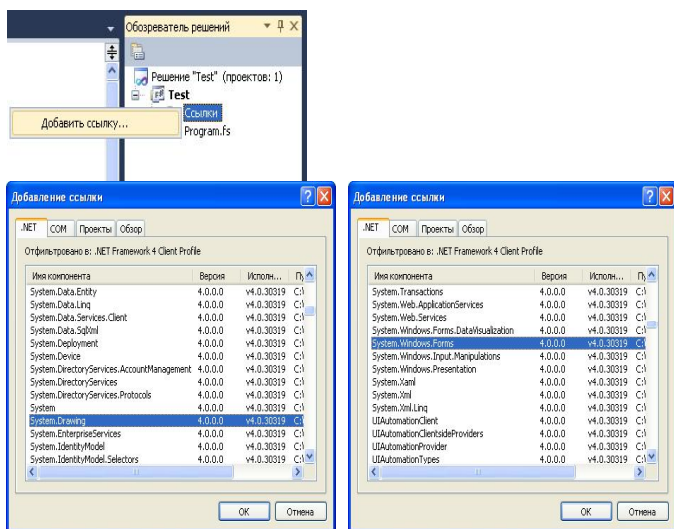 Обозреватель решений
Решение "Test" (проектов: 1)
Test
Ссылки
Добавить ссылку...
Program.fs
Добавление ссылки
.NET COM Проекты Обзор
Отфильтровано в: .NET Framework 4 Client Profile
Имя компонента Версия Исполн...
System.Data.Entity 4.0.0.0 v4.0.30319 C:\
System.Data.Linq 4.0.0.0 v4.0.30319 C:\
System.Data.Services.Client 4.0.0.0 v4.0.30319 C:\
System.Data.SqlXml 4.0.0.0 v4.0.30319 C:\
System.Deployment 4.0.0.0 v4.0.30319 C:\
System.Device 4.0.0.0 v4.0.30319 C:\
System.DirectoryServices.AccountManagement 4.0.0.0 v4.0.30319 C:\
System.DirectoryServices 4.0.0.0 v4.0.30319 C:\
System.DirectoryServices.Protocols 4.0.0.0 v4.0.30319 C:\
System 4.0.0.0 v4.0.30319 C:\
System.Drawing 4.0.0.0 v4.0.30319 C:\
System.EnterpriseServices 4.0.0.0 v4.0.30319 C:\
System.IdentityModel 4.0.0.0 v4.0.30319 C:\
System.IdentityModel.Selectors 4.0.0.0 v4.0.30319 C:\
OK Отмена
Добавление ссылки
.NET COM Проекты Обзор
Отфильтровано в: .NET Framework 4 Client Profile
Имя компонента Версия Исполн...
System.Transactions 4.0.0.0 v4.0.30319 C:\
System.Web.ApplicationServices 4.0.0.0 v4.0.30319 C:\
System.Web.Services 4.0.0.0 v4.0.30319 C:\
System.Windows.Forms.DataVisualization 4.0.0.0 v4.0.30319 C:\
System.Windows.Forms 4.0.0.0 v4.0.30319 C:\
System.Windows.Input.Manipulations 4.0.0.0 v4.0.30319 C:\
System.Windows.Presentation 4.0.0.0 v4.0.30319 C:\
System.Xaml 4.0.0.0 v4.0.30319 C:\
System.Xml 4.0.0.0 v4.0.30319 C:\
System.Xml.Linq 4.0.0.0 v4.0.30319 C:\
UIAutomationClient 4.0.0.0 v4.0.30319 C:\
UIAutomationClientsideProviders 4.0.0.0 v4.0.30319 C:\
UIAutomationProvider 4.0.0.0 v4.0.30319 C:\
UIAutomationTypes 4.0.0.0 v4.0.30319 C:\
OK Отмена